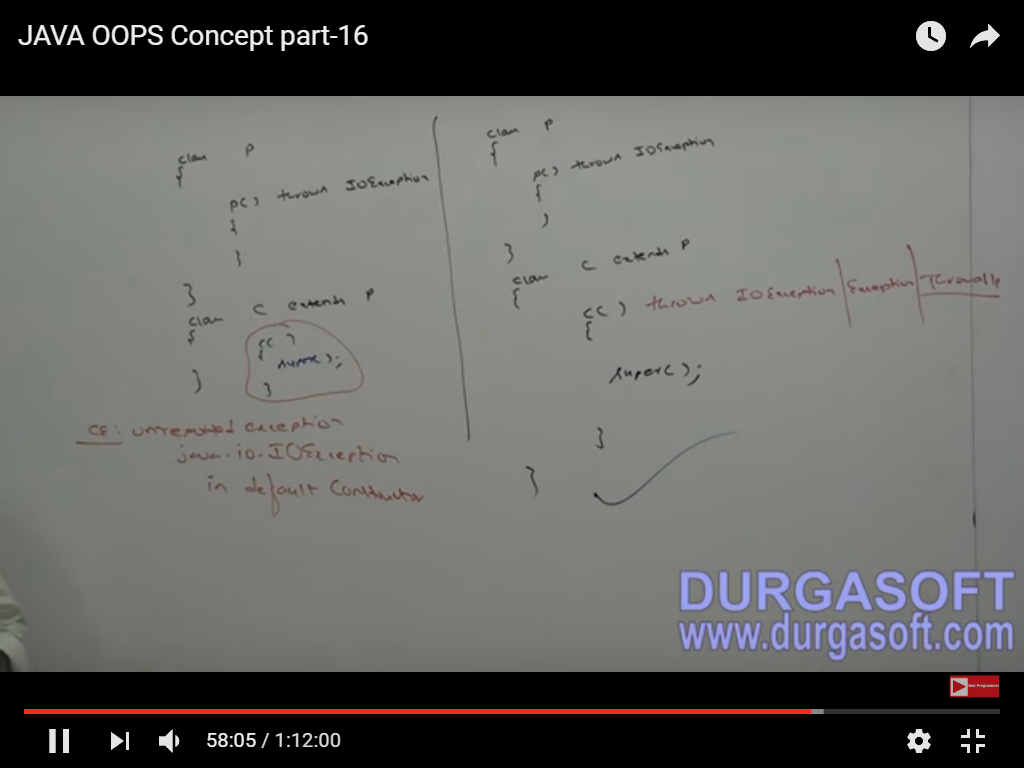 JAVA OOPS Concept part-16
class P
{
P() throws IOException
{
}
}
class C extends P
{
C()
{
super();
}
}
CE: unreported exception
java.io.IOException
in default Constructor
class P
{
P() throws IOException
{
}
}
class C extends P
{
C() throws IOException | Exception | Throwable
{
super();
}
}
DURGASOFT
www.durgasoft.com
58:05 / 1:12:00